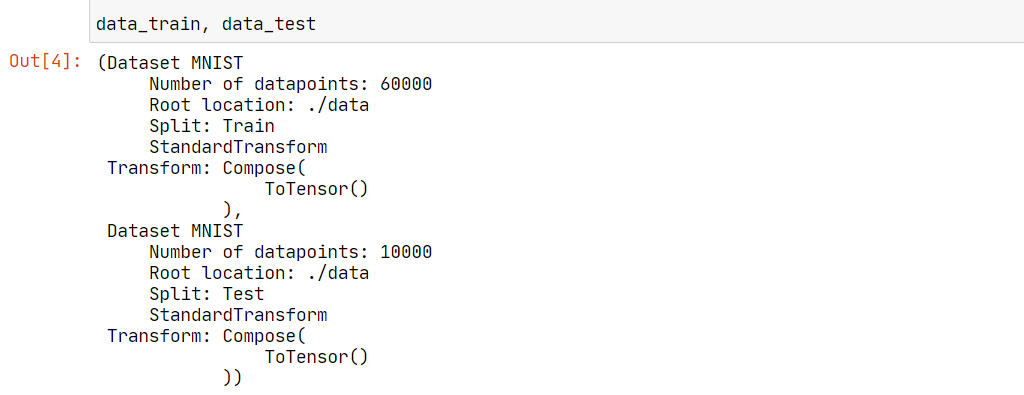 data_train, data_test
Out[4]: (Dataset MNIST
Number of datapoints: 60000
Root location: ./data
Split: Train
StandardTransform
Transform: Compose(
ToTensor()
),
Dataset MNIST
Number of datapoints: 10000
Root location: ./data
Split: Test
StandardTransform
Transform: Compose(
ToTensor()
))